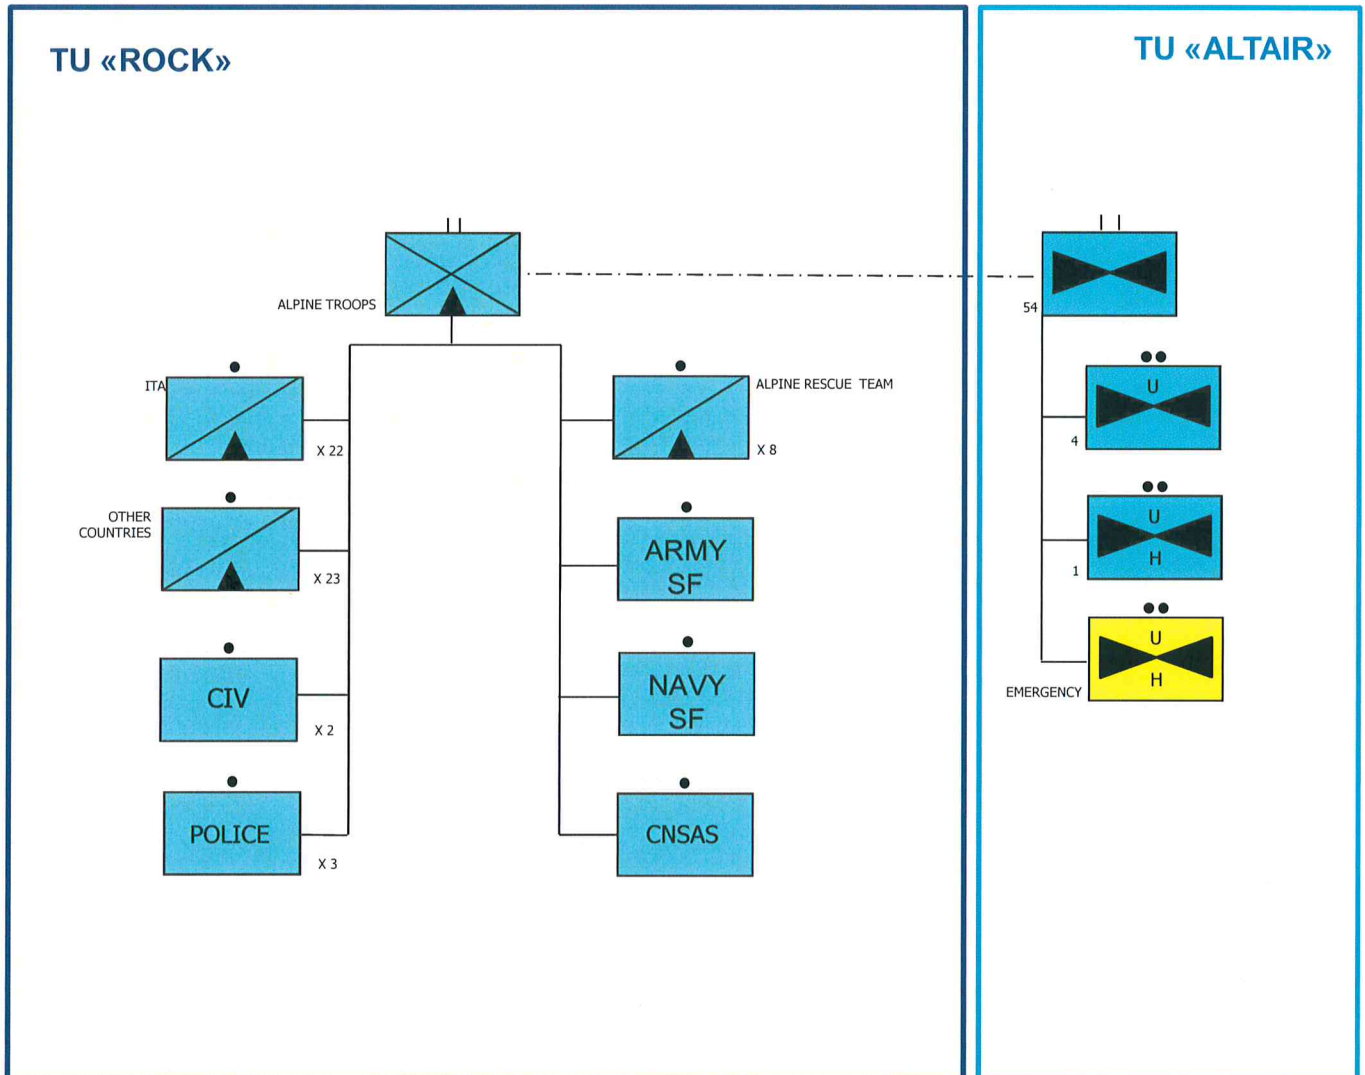 TU «ROCK»
TU «ALTAIR»
ALPINE TROOPS
54
ITA
X 22
ALPINE RESCUE TEAM
X 8
U
4
OTHER
COUNTRIES
X 23
ARMY
SF
U
H
1
CIV
X 2
NAVY
SF
U
H
EMERGENCY
POLICE
X 3
CNSAS